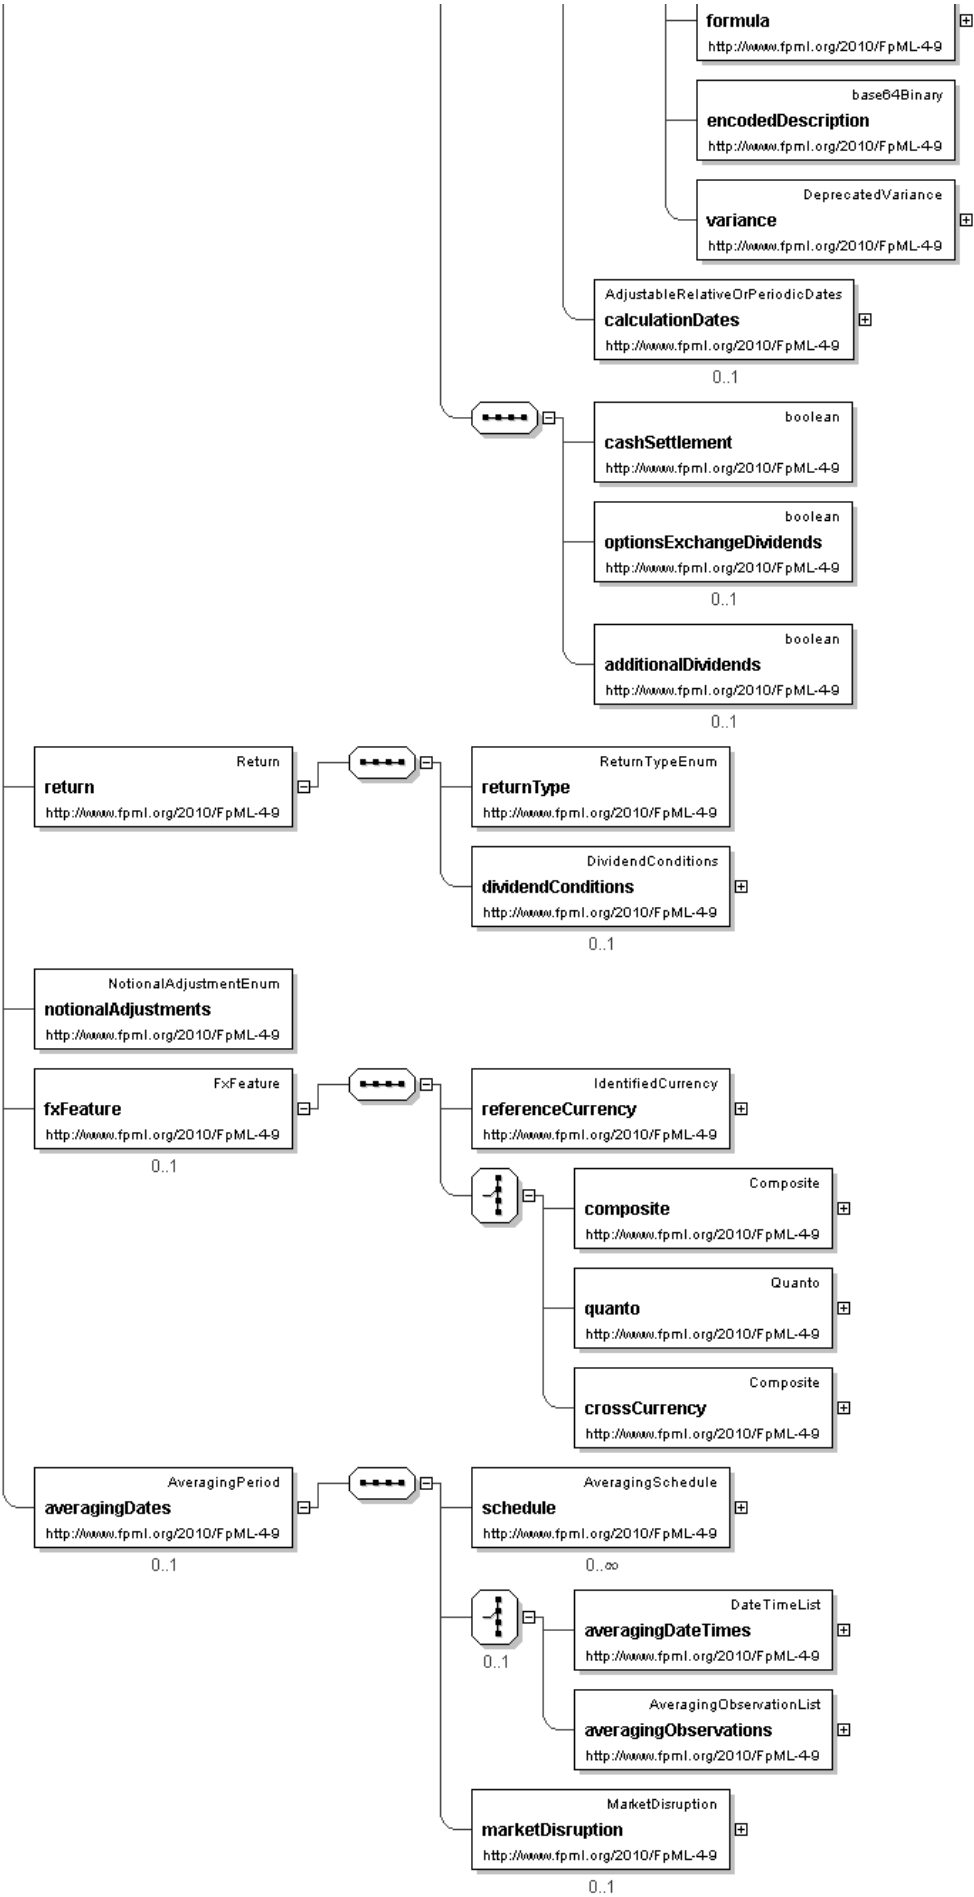 formula
http://www.fpml.org/2010/FpML-4-9
base64Binary
encodedDescription
http://www.fpml.org/2010/FpML-4-9
DeprecatedVariance
variance
http://www.fpml.org/2010/FpML-4-9
AdjustableRelativeOrPeriodicDates
calculationDates
http://www.fpml.org/2010/FpML-4-9
0..1
boolean
cashSettlement
http://www.fpml.org/2010/FpML-4-9
boolean
optionsExchangeDividends
http://www.fpml.org/2010/FpML-4-9
0..1
boolean
additionalDividends
http://www.fpml.org/2010/FpML-4-9
0..1
Return
return
http://www.fpml.org/2010/FpML-4-9
ReturnTypeEnum
returnType
http://www.fpml.org/2010/FpML-4-9
DividendConditions
dividendConditions
http://www.fpml.org/2010/FpML-4-9
0..1
NotionalAdjustmentEnum
notionalAdjustments
http://www.fpml.org/2010/FpML-4-9
FxFeature
fxFeature
http://www.fpml.org/2010/FpML-4-9
0..1
IdentifiedCurrency
referenceCurrency
http://www.fpml.org/2010/FpML-4-9
Composite
composite
http://www.fpml.org/2010/FpML-4-9
Quanto
quanto
http://www.fpml.org/2010/FpML-4-9
Composite
crossCurrency
http://www.fpml.org/2010/FpML-4-9
AveragingPeriod
averagingDates
http://www.fpml.org/2010/FpML-4-9
0..1
AveragingSchedule
schedule
http://www.fpml.org/2010/FpML-4-9
0..∞
0..1
DateTimeList
averagingDateTimes
http://www.fpml.org/2010/FpML-4-9
AveragingObservationList
averagingObservations
http://www.fpml.org/2010/FpML-4-9
MarketDisruption
marketDisruption
http://www.fpml.org/2010/FpML-4-9
0..1